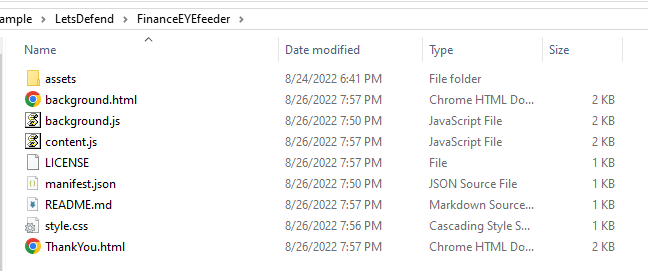 ample > LetsDefend > FinanceEYEfeeder >
Name Date modified Type Size
assets 8/24/2022 6:41 PM File folder
background.html 8/26/2022 7:57 PM Chrome HTML Do... 2 KB
background.js 8/26/2022 7:50 PM JavaScript File 2 KB
content.js 8/26/2022 7:57 PM JavaScript File 2 KB
LICENSE 8/26/2022 7:57 PM File 1 KB
manifest.json 8/26/2022 7:50 PM JSON Source File 1 KB
README.md 8/26/2022 7:57 PM Markdown Source... 1 KB
style.css 8/26/2022 7:56 PM Cascading Style S... 1 KB
ThankYou.html 8/26/2022 7:57 PM Chrome HTML Do... 2 KB